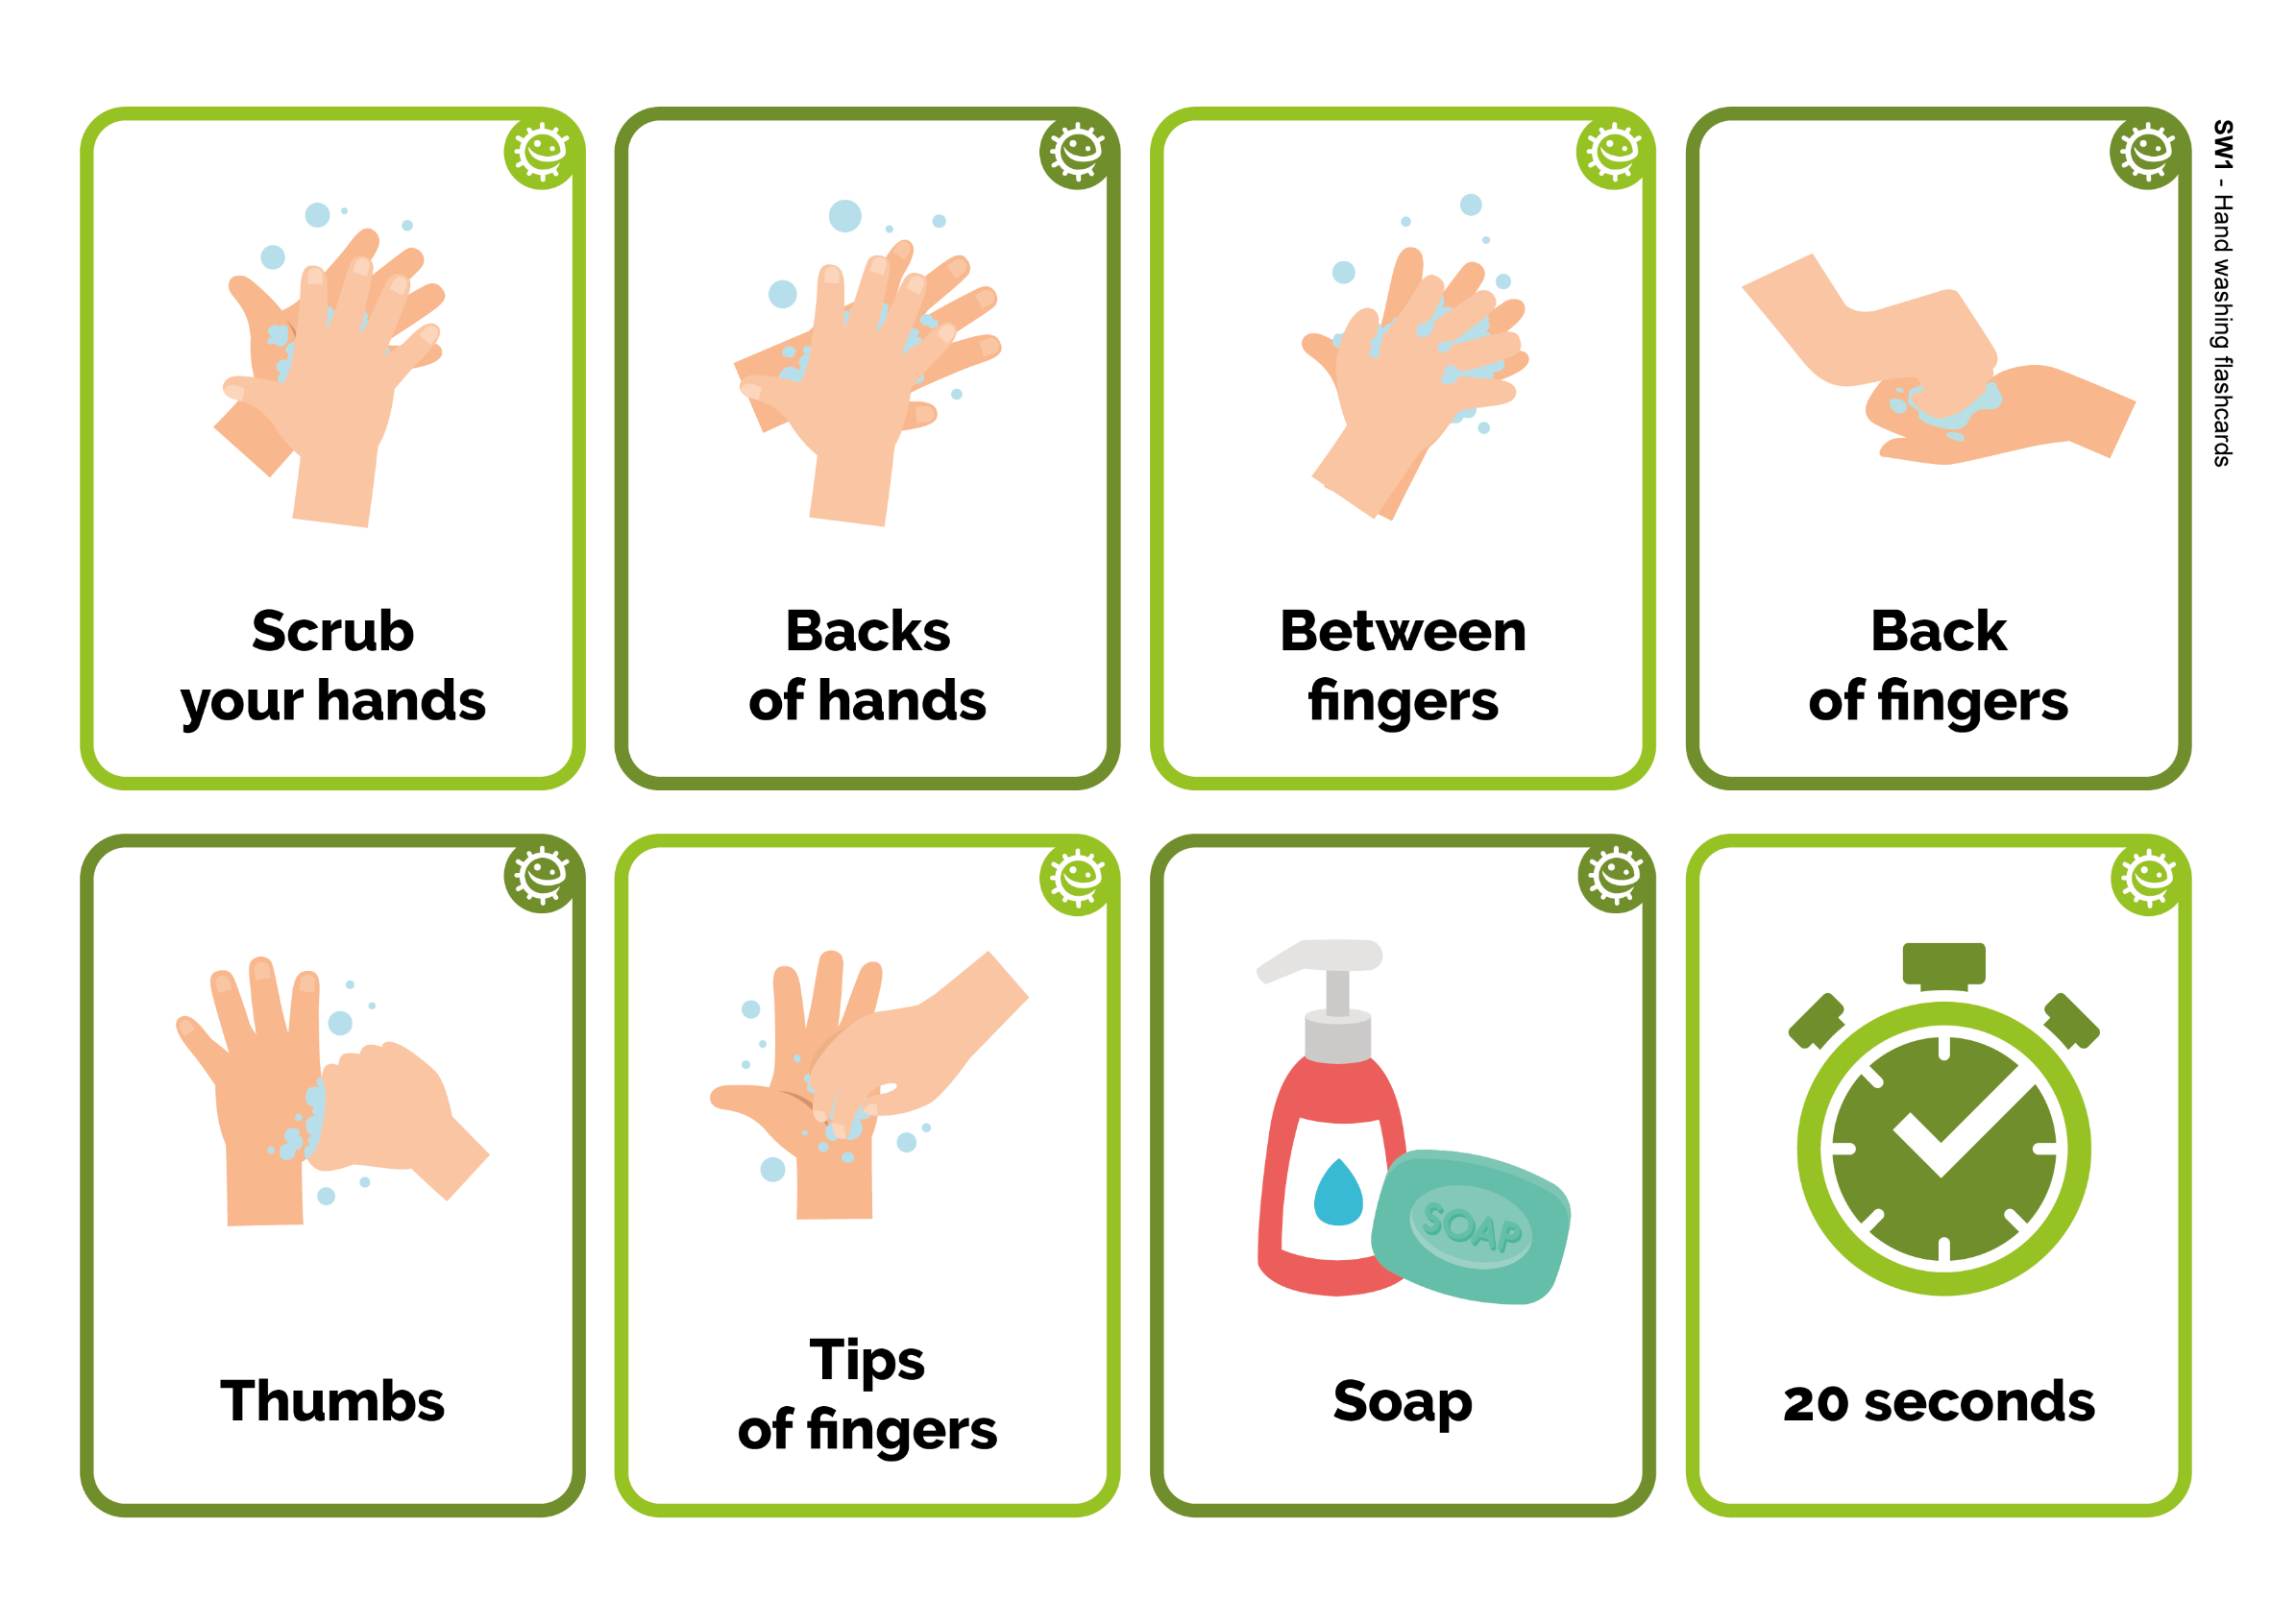 Scrub
your hands
Backs
of hands
Between
fingers
Back
of fingers
SW1 - Hand washing flashcards
Thumbs
Tips
of fingers
SOAP
Soap
20 seconds